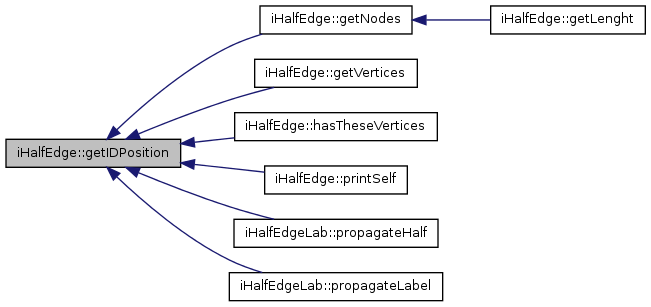 iHalfEdge::getNodes
iHalfEdge::getLenght
iHalfEdge::getVertices
iHalfEdge::hasTheseVertices
iHalfEdge::getIDPosition
iHalfEdge::printSelf
iHalfEdgeLab::propagateHalf
iHalfEdgeLab::propagateLabel